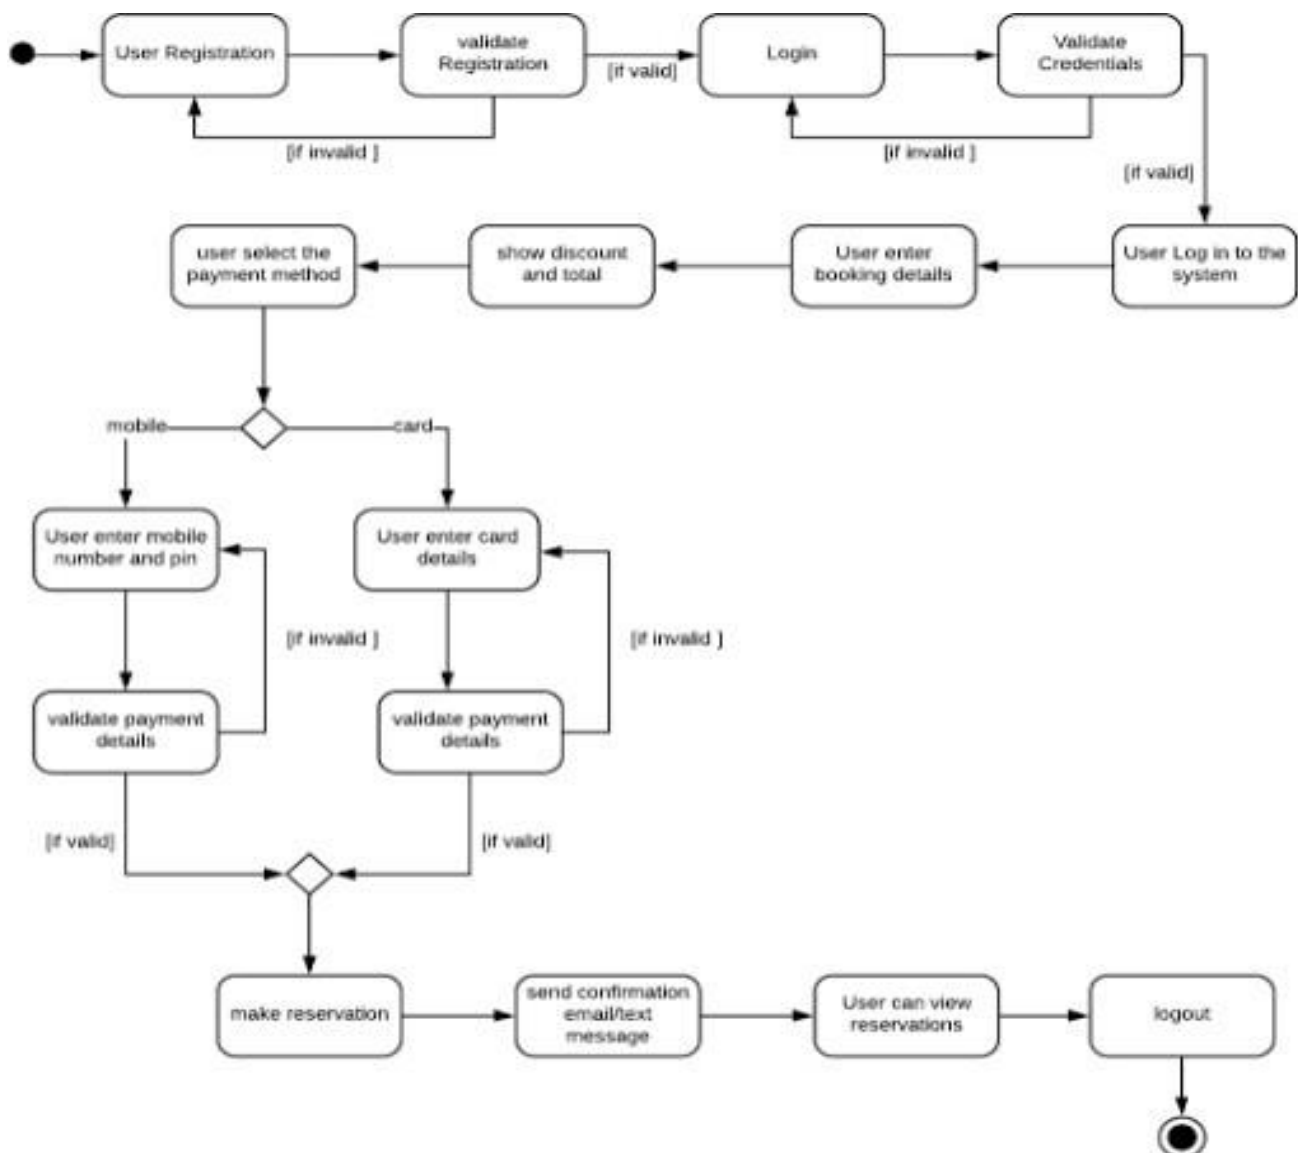 User Registration
validate
Registration
[if valid]
Login
Validate
Credentials
[if invalid ]
[if invalid ]
[if valid]
User Log in to the
system
User enter
booking details
show discount
and total
user select the
payment method
mobile
card
User enter mobile
number and pin
User enter card
details
[if invalid ]
[if invalid ]
validate payment
details
validate payment
details
[if valid]
[if valid]
make reservation
send confirmation
email/text
message
User can view
reservations
logout